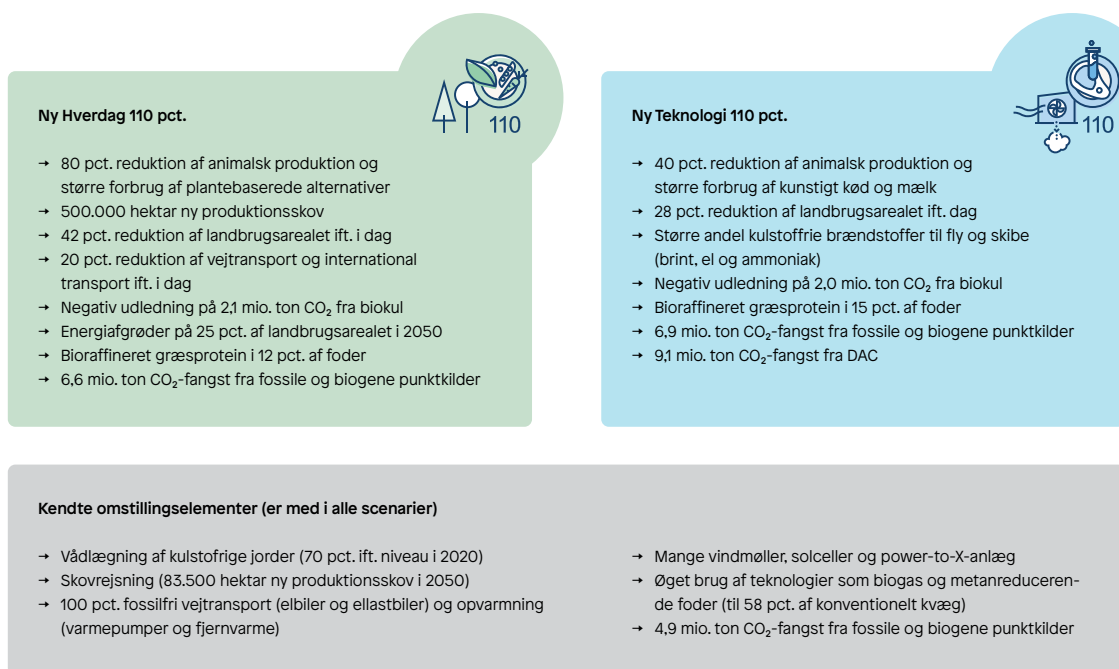 110
Ny Hverdag 110 pct.
→ 80 pct. reduktion af animalsk produktion og
større forbrug af plantebaserede alternativer
→ 500.000 hektar ny produktionsskov
→ 42 pct. reduktion af landbrugsarealet ift. i dag
→ 20 pct. reduktion af vejtransport og international
transport ift. i dag
→ Negativ udledning på 2,1 mio. ton CO₂ fra biokul
→ Energiafgrøder på 25 pct. af landbrugsarealet i 2050
→ Bioraffineret græsprotein i 12 pct. af foder
→ 6,6 mio. ton CO₂-fangst fra fossile og biogene punktkilder
110
Ny Teknologi 110 pct.
→ 40 pct. reduktion af animalsk produktion og
større forbrug af kunstigt kød og mælk
→ 28 pct. reduktion af landbrugsarealet ift. dag
→ Større andel kulstoffrie brændstoffer til fly og skibe
(brint, el og ammoniak)
→ Negativ udledning på 2,0 mio. ton CO₂ fra biokul
→ Bioraffineret græsprotein i 15 pct. af foder
→ 6,9 mio. ton CO₂-fangst fra fossile og biogene punktkilder
→ 9,1 mio. ton CO₂-fangst fra DAC
Kendte omstillingselementer (er med i alle scenarier)
→ Vådlægning af kulstofrige jorder (70 pct. ift. niveau i 2020)
→ Skovrejsning (83.500 hektar ny produktionsskov i 2050)
→ 100 pct. fossilfri vejtransport (elbiler og ellastbiler) og opvarmning
(varmepumper og fjernvarme)
→ Mange vindmøller, solceller og power-to-X-anlæg
→ Øget brug af teknologier som biogas og metanreduceren-
de foder (til 58 pct. af konventionelt kvæg)
→ 4,9 mio. ton CO₂-fangst fra fossile og biogene punktkilder